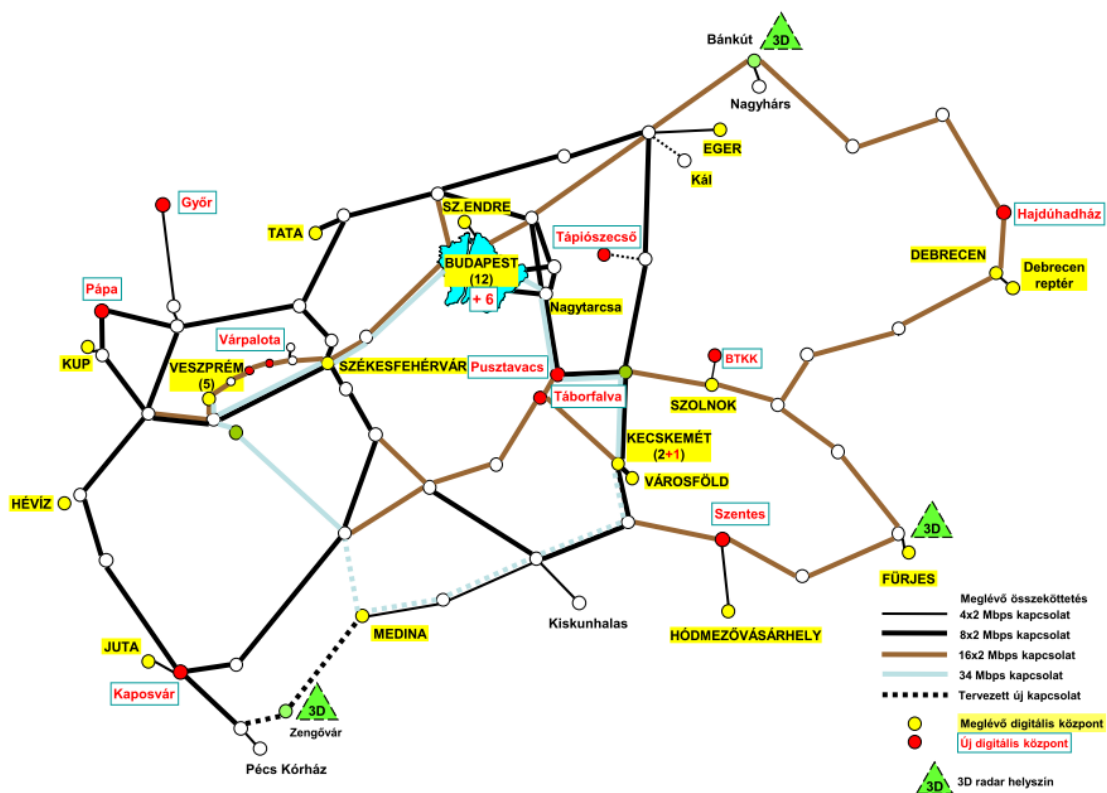 3D
Bánkút
Nagyhárs
EGER
Kál
Győr
SZ.ENDRE
TATA
Tápiószecső
Hajdúhadház
BUDAPEST
(12)
+ 6
DEBRECEN
Debrecen
reptér
Pápa
Nagytarcsa
Várpalota
KUP
VESZPRÉM
(5)
SZÉKESFEHÉRVÁR
Pusztavacs
BTKK
Táborfalva
SZOLNOK
KECSKEMÉT
(2+1)
VÁROSFÖLD
HÉVÍZ
Szentes
3D
FÜRJES
Kiskunhalas
MEDINA
HÓDMEZŐVÁSÁRHELY
JUTA
Kaposvár
3D
Zengővár
Pécs Kórház
Meglévő összeköttetés
4x2 Mbps kapcsolat
8x2 Mbps kapcsolat
16x2 Mbps kapcsolat
34 Mbps kapcsolat
Tervezett új kapcsolat
Meglévő digitális központ
Új digitális központ
3D
3D radar helyszín